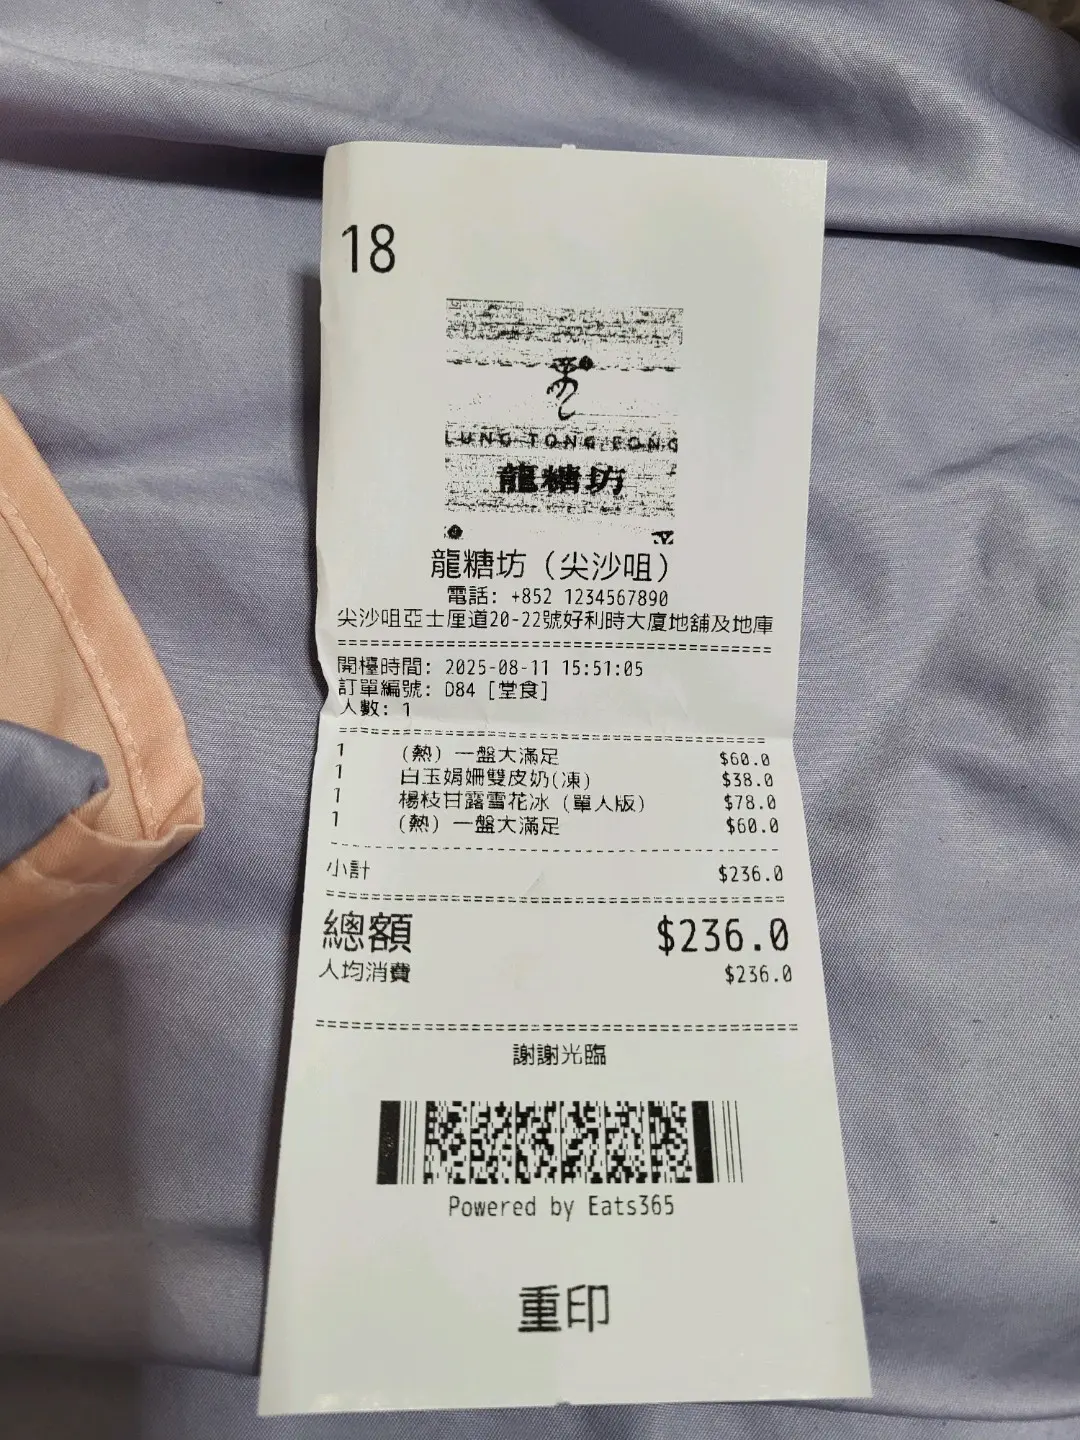 18
LUNG TONG FONG
龍糖坊
龍糖坊（尖沙咀）
電話: +852 1234567890
尖沙咀亞士厘道20-22號好利時大廈地舖及地庫
開檯時間: 2025-08-11 15:51:05
訂單編號: D84 [堂食]
人數: 1
1 （熱）一盤大滿足 $60.0
1 白玉娟姍雙皮奶(凍) $38.0
1 楊枝甘露雪花冰（單人版） $78.0
1 （熱）一盤大滿足 $60.0
小計 $236.0
總額 $236.0
人均消費 $236.0
謝謝光臨
Powered by Eats365
重印